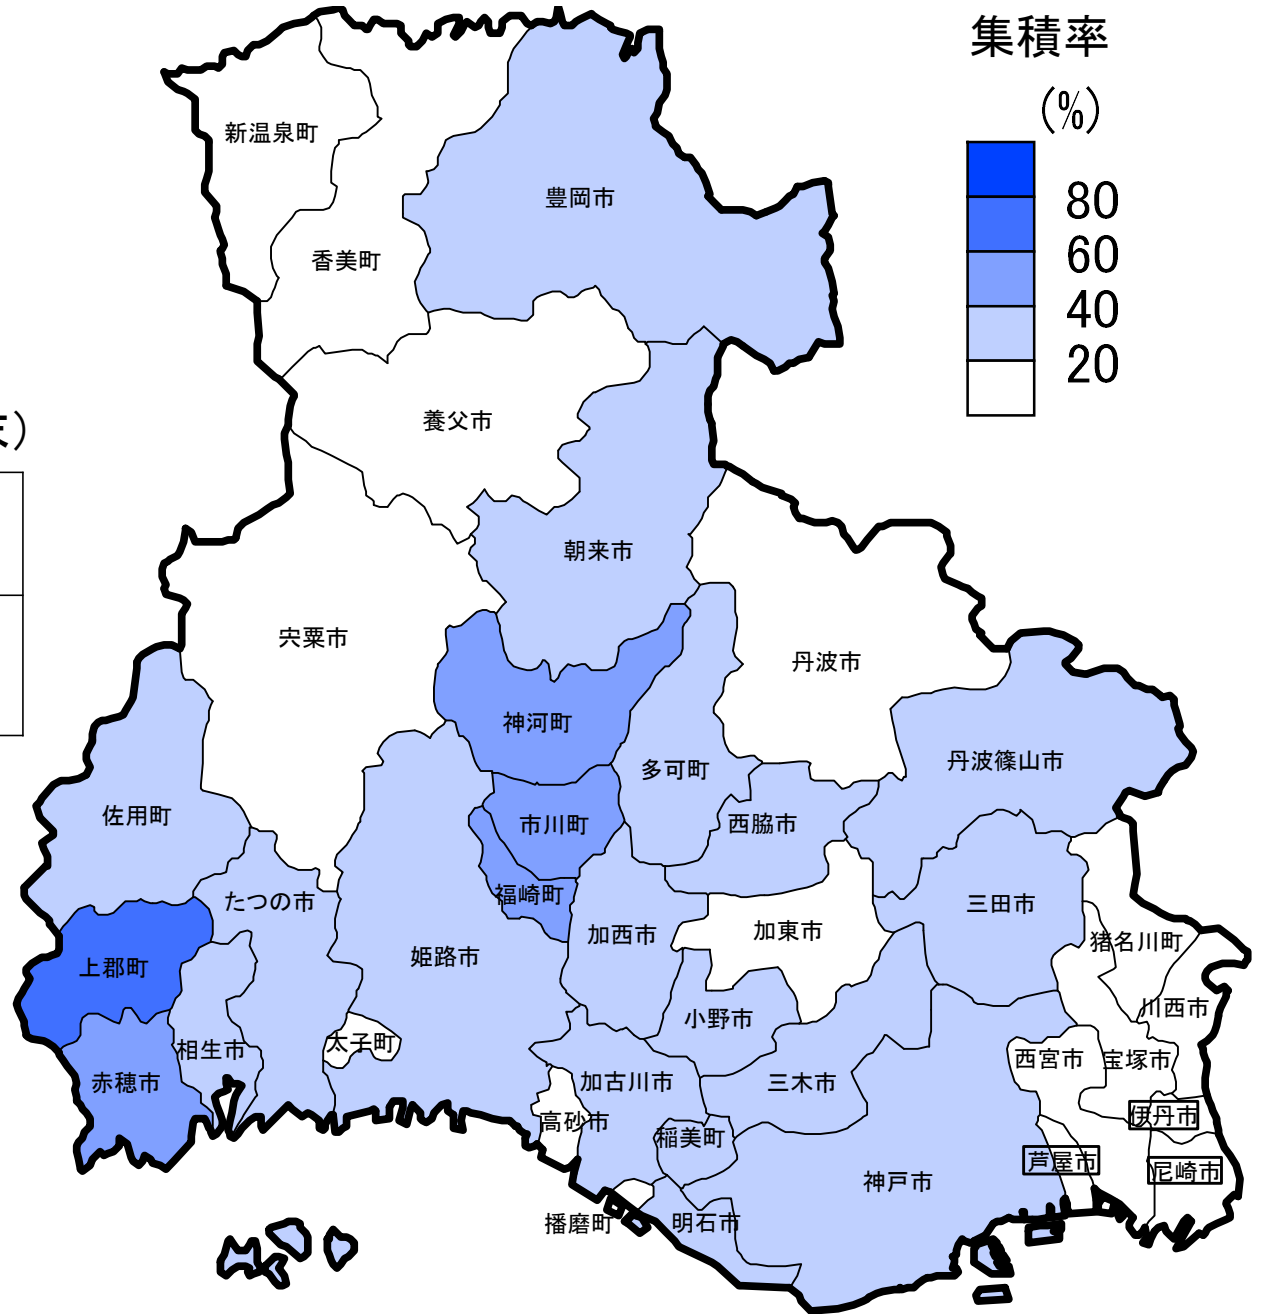 集積率
(%)
80
60
40
20
末)
新温泉町
豊岡市
香美町
養父市
朝来市
宍粟市
丹波市
神河町
丹波篠山市
多可町
佐用町
市川町
西脇市
福崎町
たつの市
三田市
加西市
加東市
猪名川町
姫路市
上郡町
川西市
小野市
太子町
相生市
西宮市
宝塚市
赤穂市
加古川市
三木市
高砂市
伊丹市
稲美町
芦屋市
尼崎市
神戸市
播磨町
明石市